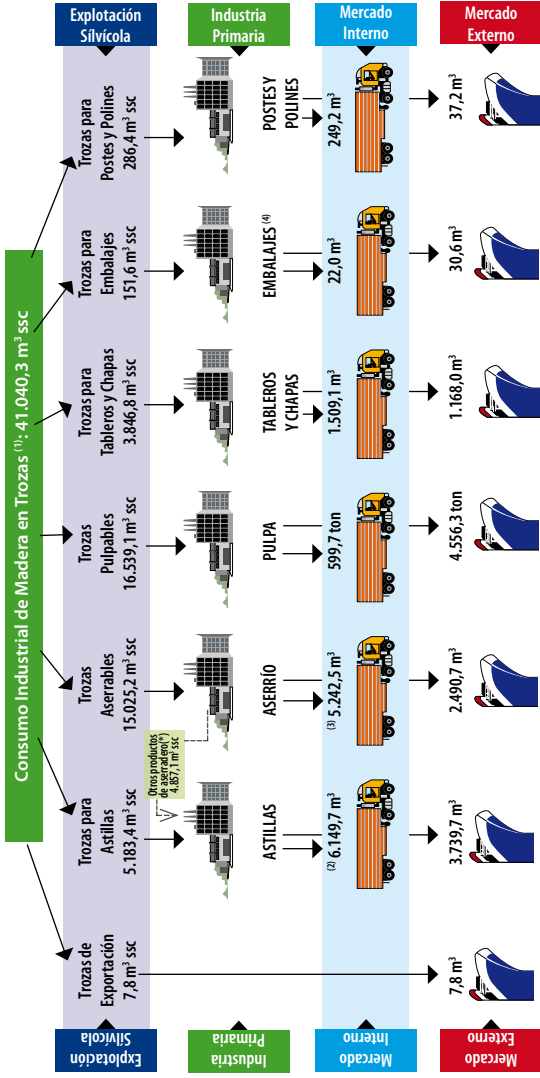 Consumo Industrial de Madera en Trozas (1): 41.040,3 m³ ssc
Explotación
Silvícola
Trozas de
Exportación
7,8 m³ ssc
Trozas para
Astillas
5.183,4 m³ ssc
Trozas
Aserrables
15.025,2 m³ ssc
Trozas
Pulpables
16.539,1 m³ ssc
Trozas para
Tableros y Chapas
3.846,8 m³ ssc
Trozas para
Embalajes
151,6 m³ ssc
Trozas para
Postes y Polines
286,4 m³ ssc
Explotación
Silvícola
Industria
Primaria
Otros productos
de aserradero(*)
4.857,1 m³ ssc
Industria
Primaria
ASTILLAS
ASERRÍO
PULPA
TABLEROS
Y CHAPAS
EMBALAJES (4)
POSTES Y
POLINES
Mercado
Interno
(2) 6.149,7 m³
(3) 5.242,5 m³
599,7 ton
1.509,1 m³
22,0 m³
249,2 m³
Mercado
Interno
Mercado
Externo
7,8 m³
3.739,7 m³
2.490,7 m³
4.556,3 ton
1.168,0 m³
30,6 m³
37,2 m³
Mercado
Externo